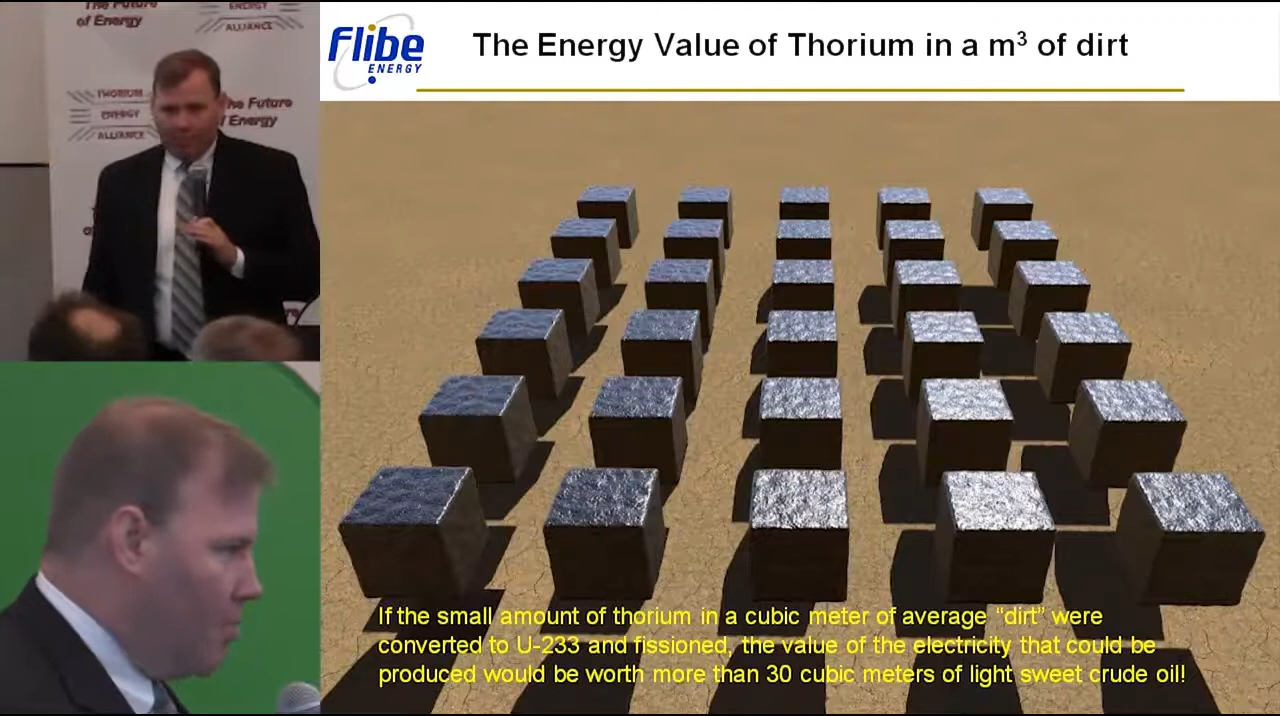 The Future
of Energy
ENERGY
ALLIANCE
THORIUM
ENERGY
ALLIANCE
he Future
f Energy
Flibe
ENERGY
The Energy Value of Thorium in a m³ of dirt
If the small amount of thorium in a cubic meter of average “dirt” were
converted to U-233 and fissioned, the value of the electricity that could be
produced would be worth more than 30 cubic meters of light sweet crude oil!